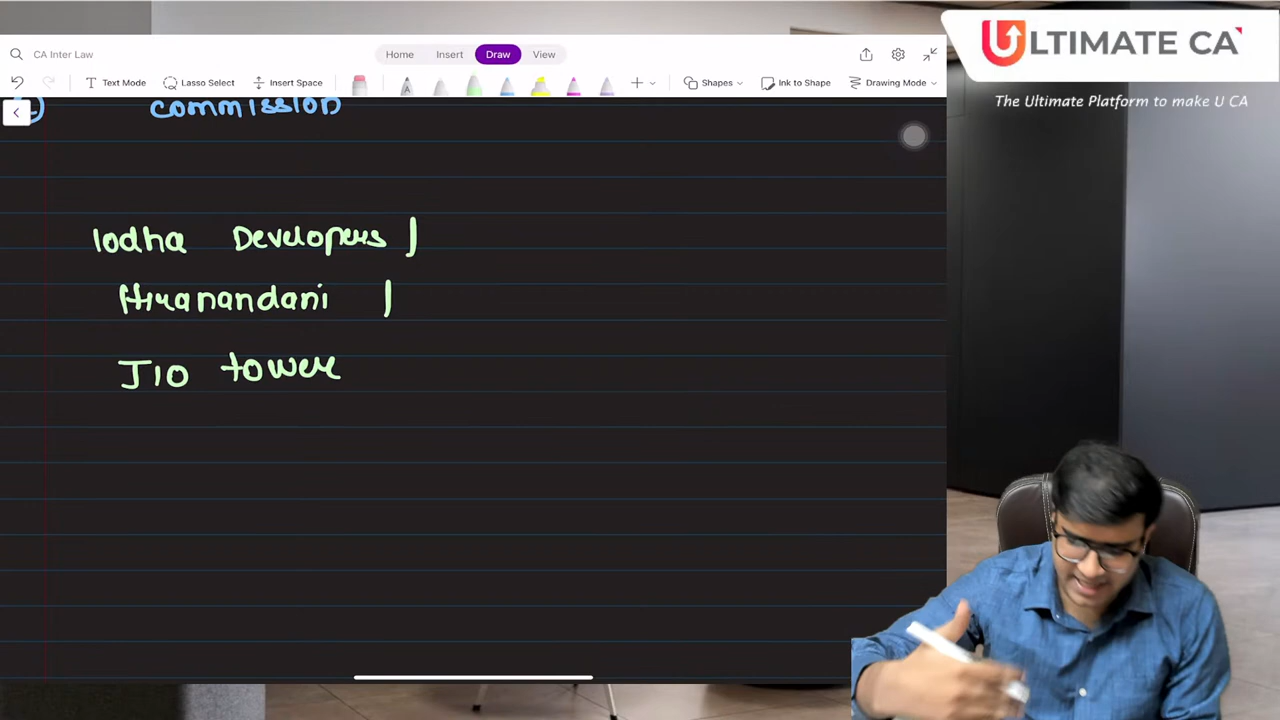 ULTIMATE CA
The Ultimate Platform to make U CA
CA Inter Law
Home Insert Draw View
Text Mode Lasso Select Insert Space Shapes Ink to Shape Drawing Mode
commission
lodha Developers
Hiranandani
JIO tower